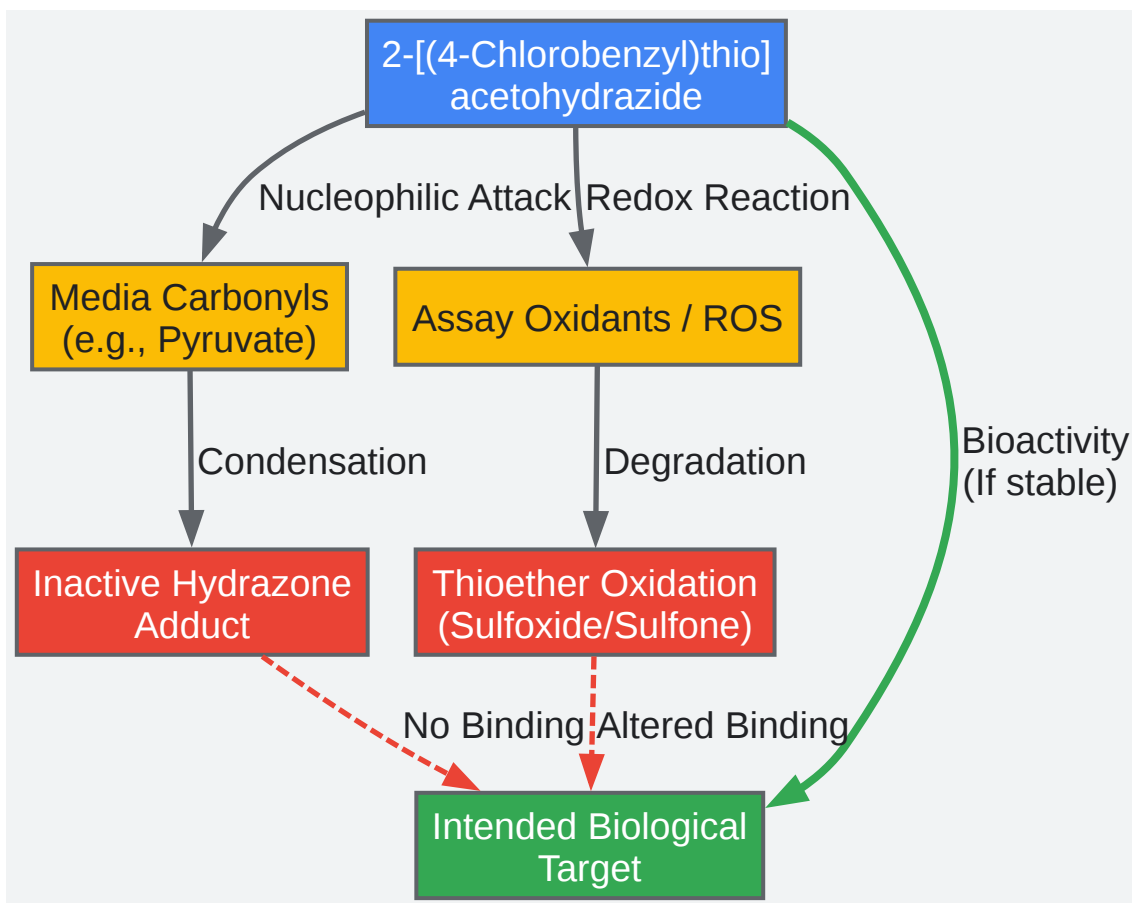 2-[(4-Chlorobenzyl)thio]
acetohydrazide
Nucleophilic Attack
Redox Reaction
Media Carbonyls
(e.g., Pyruvate)
Assay Oxidants / ROS
Condensation
Degradation
Bioactivity
(If stable)
Inactive Hydrazone
Adduct
Thioether Oxidation
(Sulfoxide/Sulfone)
No Binding
Altered Binding
Intended Biological
Target